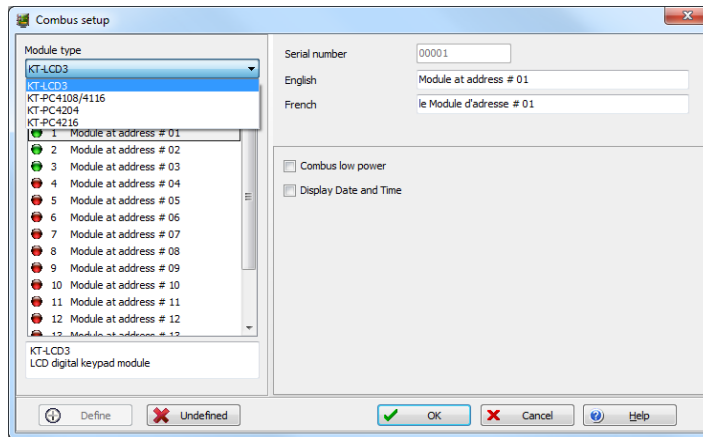 Combus setup
Module type
KT-LCD3
KT-LCD3
KT-PC4108/4116
KT-PC4204
KT-PC4216
1 Module at address # 01
2 Module at address # 02
3 Module at address # 03
4 Module at address # 04
5 Module at address # 05
6 Module at address # 06
7 Module at address # 07
8 Module at address # 08
9 Module at address # 09
10 Module at address # 10
11 Module at address # 11
12 Module at address # 12
13 Module at address # 13
KT-LCD3
LCD digital keypad module
Serial number 00001
English Module at address # 01
French le Module d'adresse # 01
Combus low power
Display Date and Time
Define Undefined OK Cancel Help